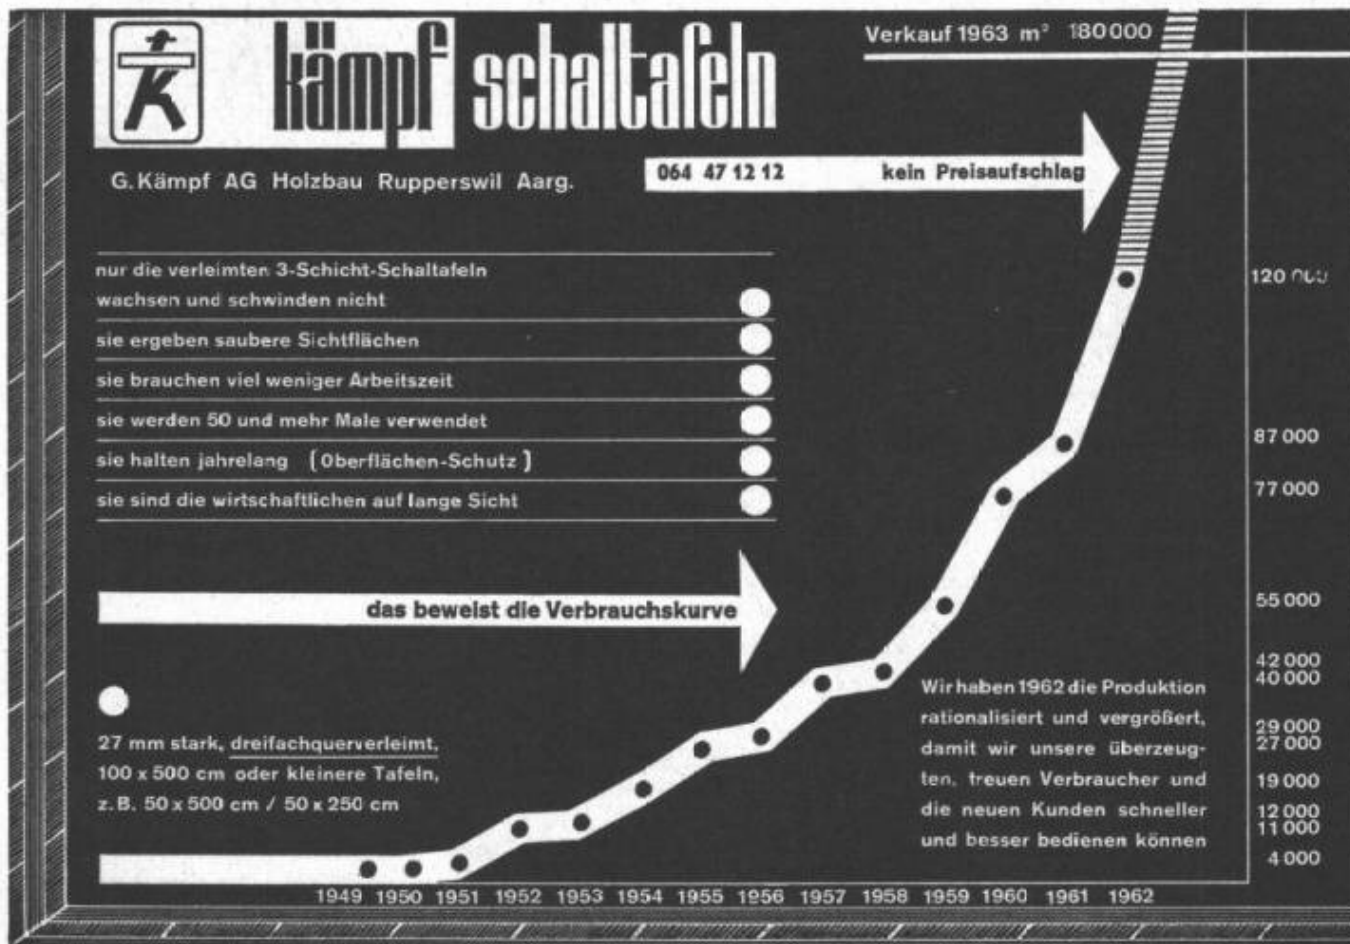 kämpf schaltafeln
Verkauf 1963 m² 180000
G.Kämpf AG Holzbau Rupperswil Aarg.
064 47 12 12 kein Preisaufschlag
nur die verleimten 3-Schicht-Schaltafeln
wachsen und schwinden nicht
sie ergeben saubere Sichtflächen
sie brauchen viel weniger Arbeitszeit
sie werden 50 und mehr Male verwendet
sie halten jahrelang [Oberflächen-Schutz]
sie sind die wirtschaftlichen auf lange Sicht
das beweist die Verbrauchskurve
27 mm stark, dreifachquerverleimt,
100 x 500 cm oder kleinere Tafeln,
z.B. 50 x 500 cm / 50 x 250 cm
Wir haben 1962 die Produktion
rationalisiert und vergrößert,
damit wir unsere überzeug-
ten, treuen Verbraucher und
die neuen Kunden schneller
und besser bedienen können
120 000
87 000
77 000
55 000
42 000
40 000
29 000
27 000
19 000
12 000
11 000
4 000
1949 1950 1951 1952 1953 1954 1955 1956 1957 1958 1959 1960 1961 1962